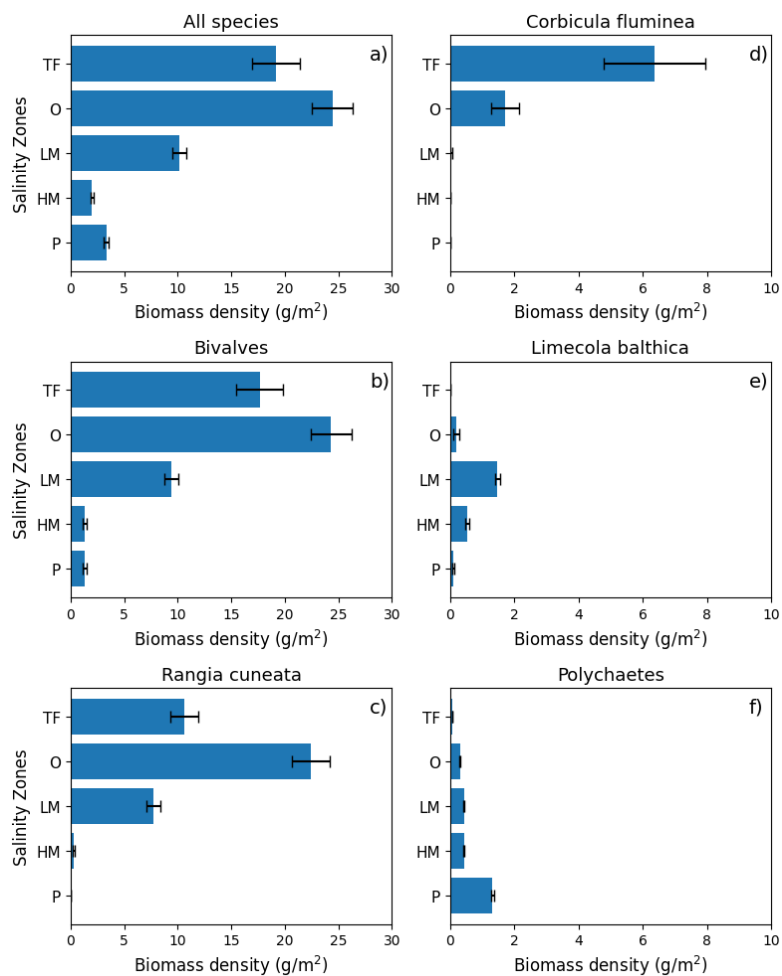 All species
a)
Salinity Zones
TF
O
LM
HM
P
0 5 10 15 20 25 30
Biomass density (g/m²)
Corbicula fluminea
d)
TF
O
LM
HM
P
0 2 4 6 8 10
Biomass density (g/m²)
Bivalves
b)
Salinity Zones
TF
O
LM
HM
P
0 5 10 15 20 25 30
Biomass density (g/m²)
Limecola balthica
e)
TF
O
LM
HM
P
0 2 4 6 8 10
Biomass density (g/m²)
Rangia cuneata
c)
Salinity Zones
TF
O
LM
HM
P
0 5 10 15 20 25 30
Biomass density (g/m²)
Polychaetes
f)
TF
O
LM
HM
P
0 2 4 6 8 10
Biomass density (g/m²)